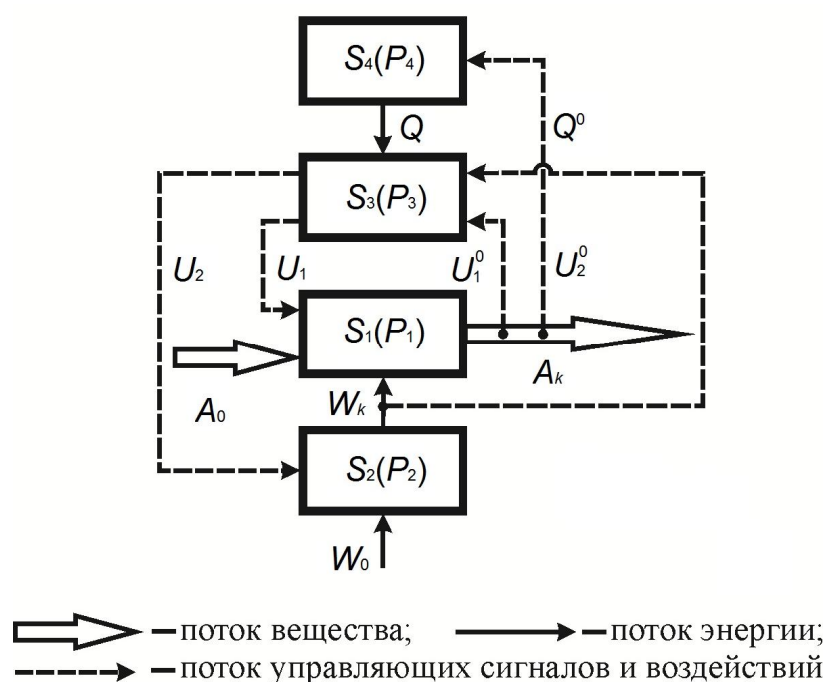 S₄(P₄)
Q
Q⁰
S₃(P₃)
U₂
U₁
U₁⁰
U₂⁰
S₁(P₁)
A₀
Wₖ
Aₖ
S₂(P₂)
W₀
– поток вещества; – поток энергии;
– поток управляющих сигналов и воздействий